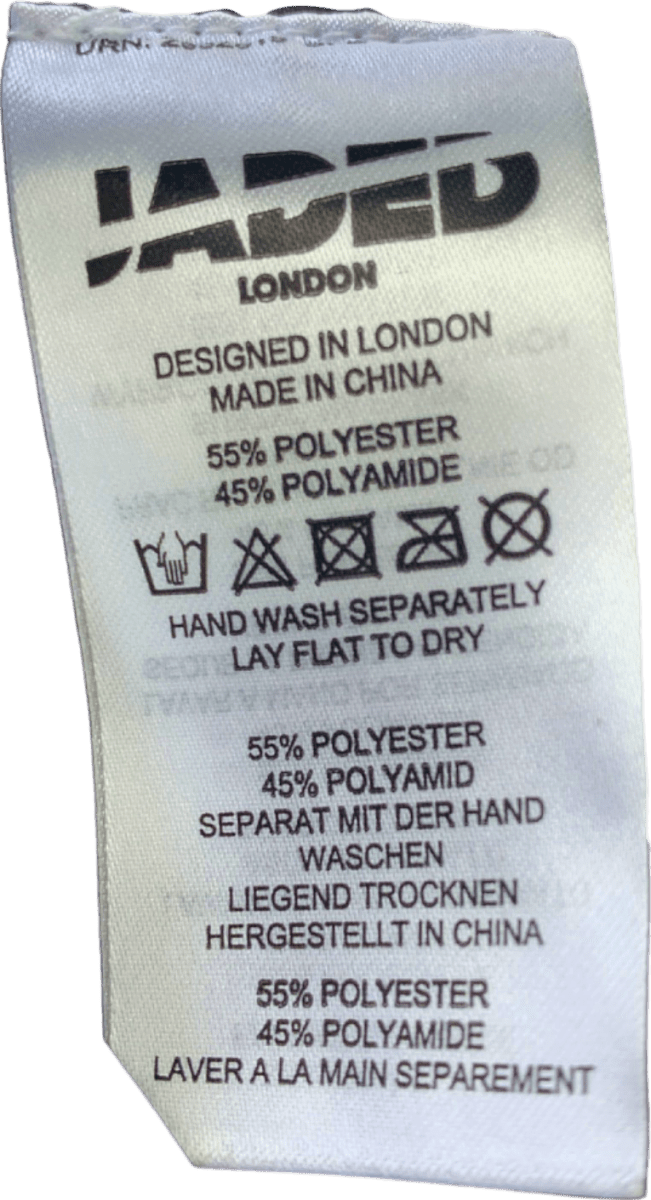 JADED
LONDON
DESIGNED IN LONDON
MADE IN CHINA
55% POLYESTER
45% POLYAMIDE
HAND WASH SEPARATELY
LAY FLAT TO DRY
55% POLYESTER
45% POLYAMID
SEPARAT MIT DER HAND
WASCHEN
LIEGEND TROCKNEN
HERGESTELLT IN CHINA
55% POLYESTER
45% POLYAMIDE
LAVER A LA MAIN SEPAREMENT